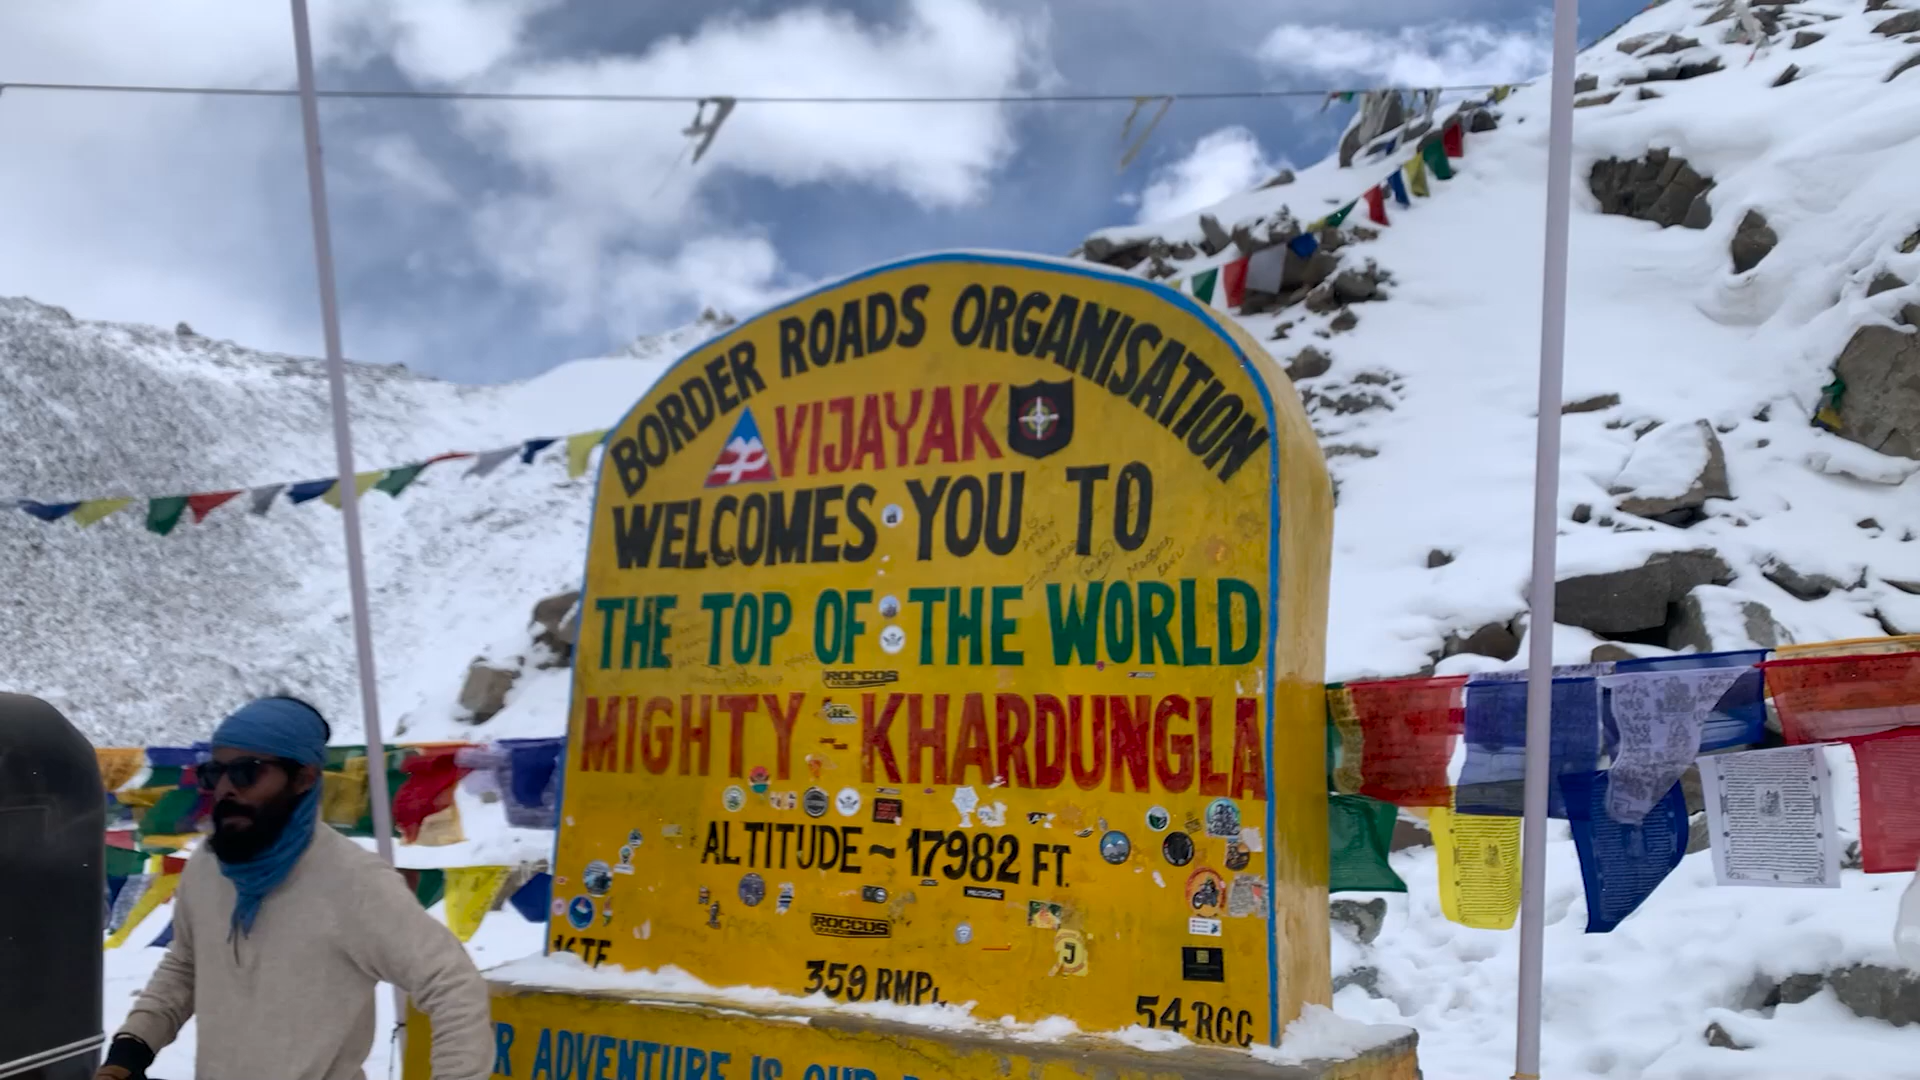 BORDER ROADS ORGANISATION
VIJAYAK
WELCOMES YOU TO
THE TOP OF THE WORLD
ROCCOS
MIGHTY KHARDUNGLA
ALTITUDE ~ 17982 FT.
ROCCOS
J
359 RMPL
54 RCC
ADVENTURE IS OUR